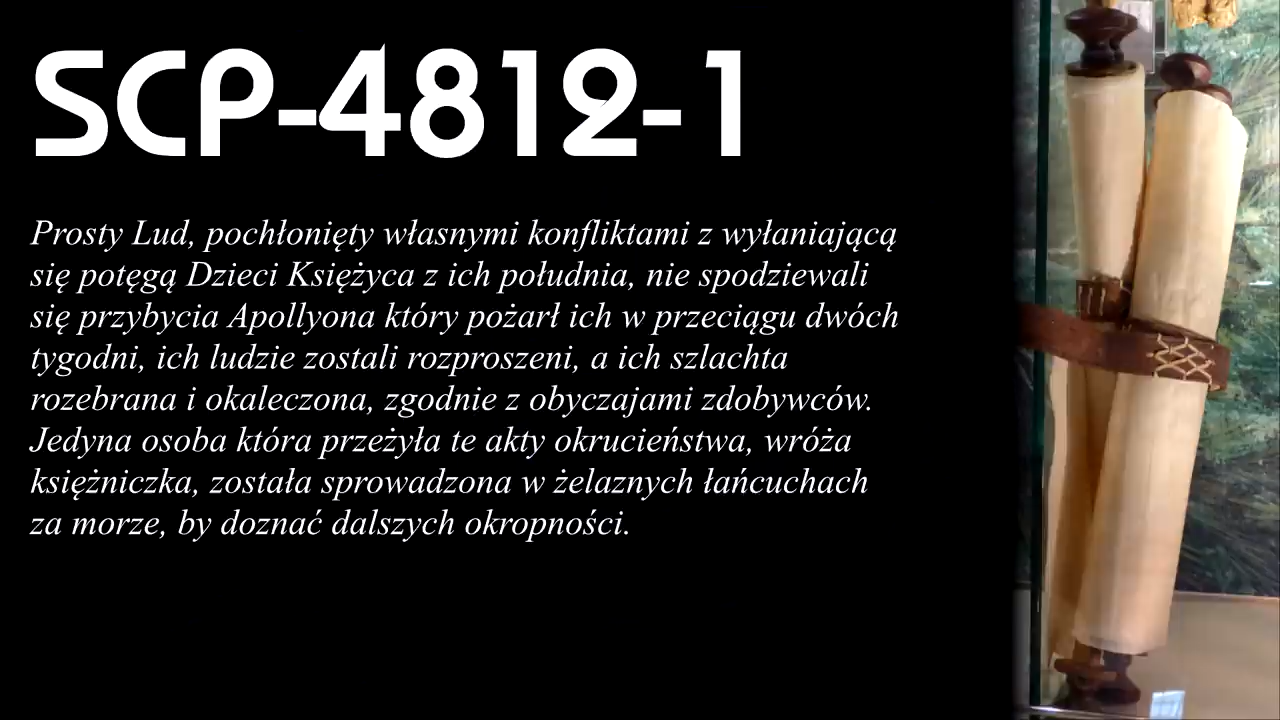 SCP-4812-1
Prosty Lud, pochłonięty własnymi konfliktami z wyłaniającą
się potęgą Dzieci Księżyca z ich południa, nie spodziewali
się przybycia Apollyona który pożarł ich w przeciągu dwóch
tygodni, ich ludzie zostali rozproszeni, a ich szlachta
rozebrana i okaleczona, zgodnie z obyczajami zdobywców.
Jedyna osoba która przeżyła te akty okrucieństwa, wróża
księżniczka, została sprowadzona w żelaznych łańcuchach
za morze, by doznać dalszych okropności.